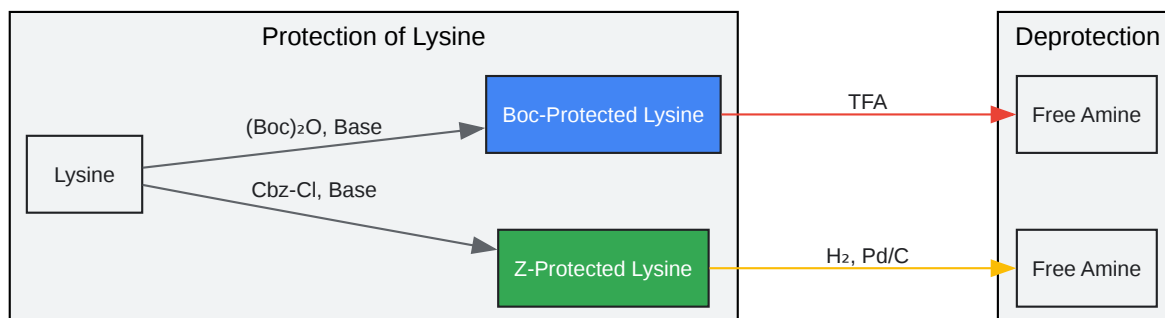 Protection of Lysine
Deprotection
Boc-Protected Lysine
TFA
Free Amine
(Boc)₂O, Base
Lysine
Cbz-Cl, Base
Z-Protected Lysine
H₂, Pd/C
Free Amine